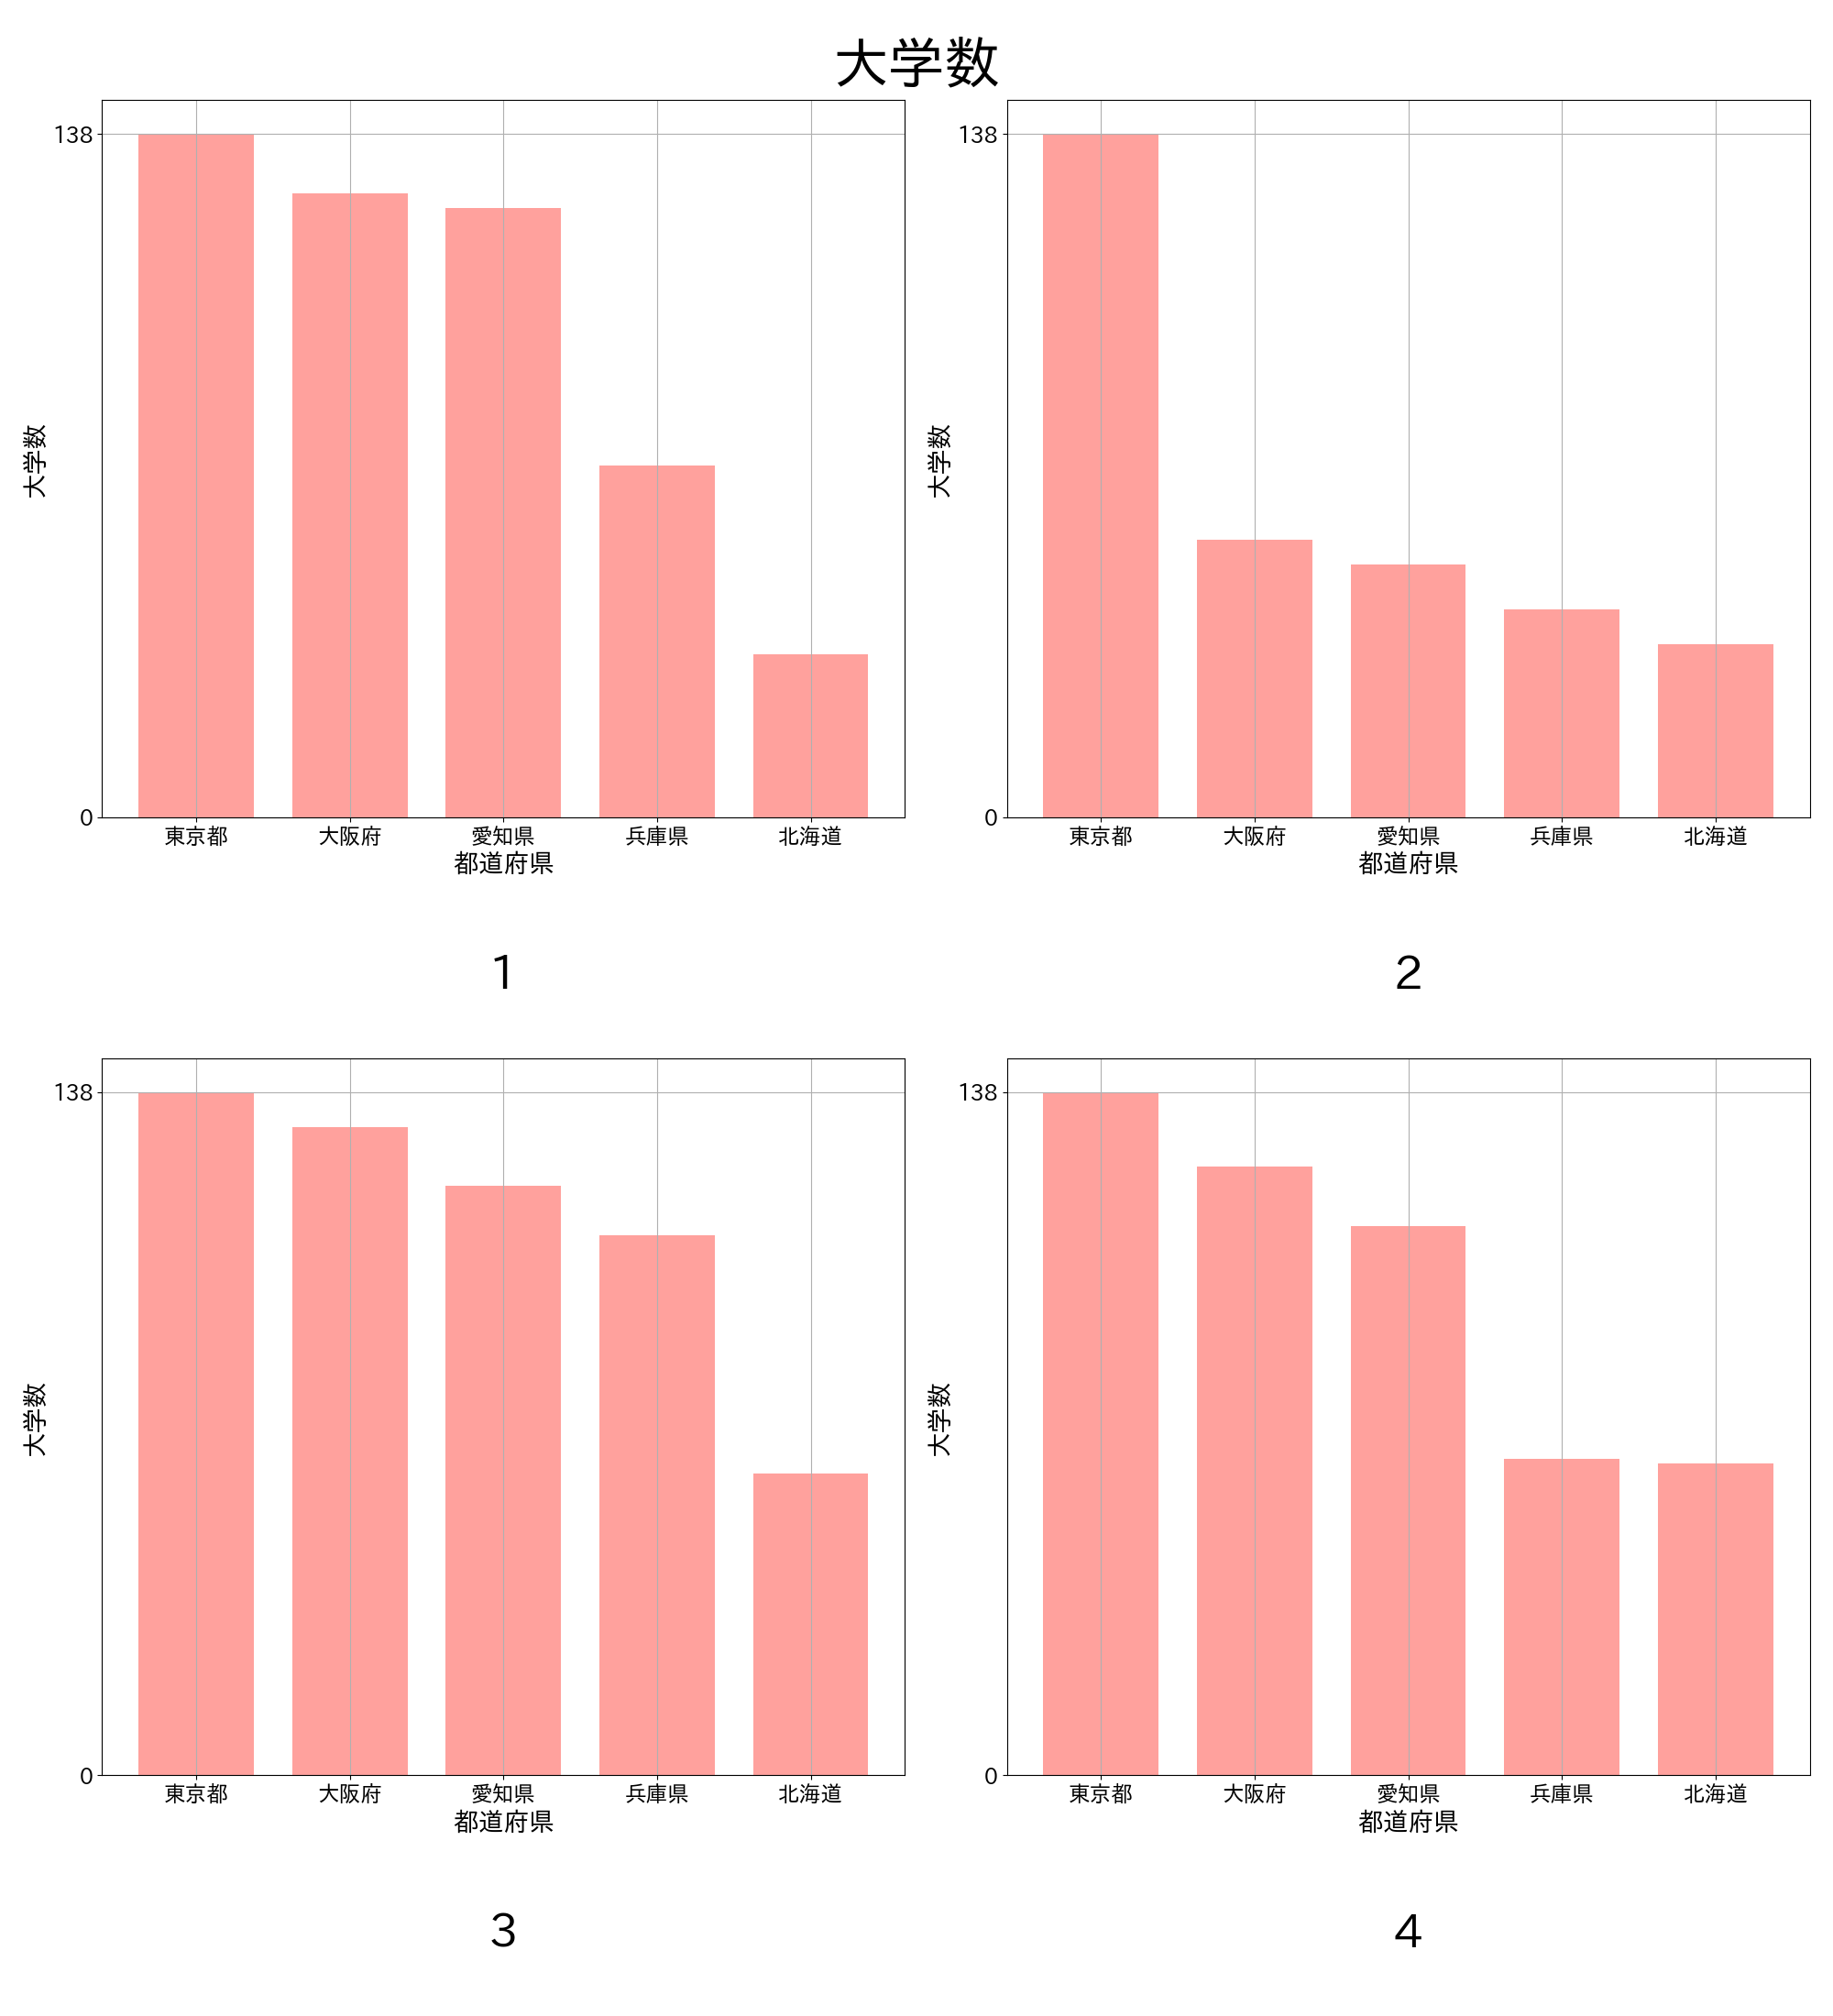 大学数
138
0
大学数
東京都 大阪府 愛知県 兵庫県 北海道
都道府県
1
138
0
大学数
東京都 大阪府 愛知県 兵庫県 北海道
都道府県
2
138
0
大学数
東京都 大阪府 愛知県 兵庫県 北海道
都道府県
3
138
0
大学数
東京都 大阪府 愛知県 兵庫県 北海道
都道府県
4